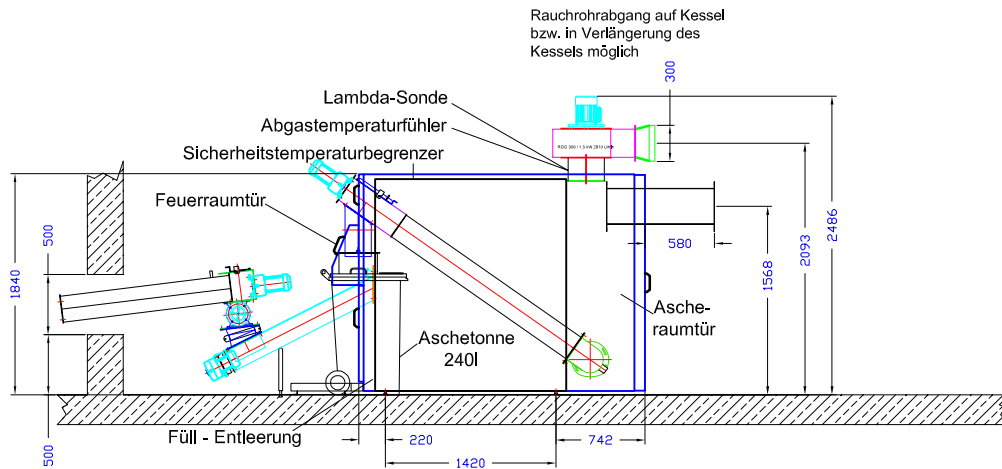 Rauchrohrabgang auf Kessel
bzw. in Verlängerung des
Kessels möglich
300
Lambda-Sonde
Abgastemperaturfühler
Sicherheitstemperaturbegrenzer
Feuerraumtür
500
1840
580
1568
2093
2486
Asche-
raumtür
Aschetonne
240l
Füll - Entleerung
500
220
742
1420